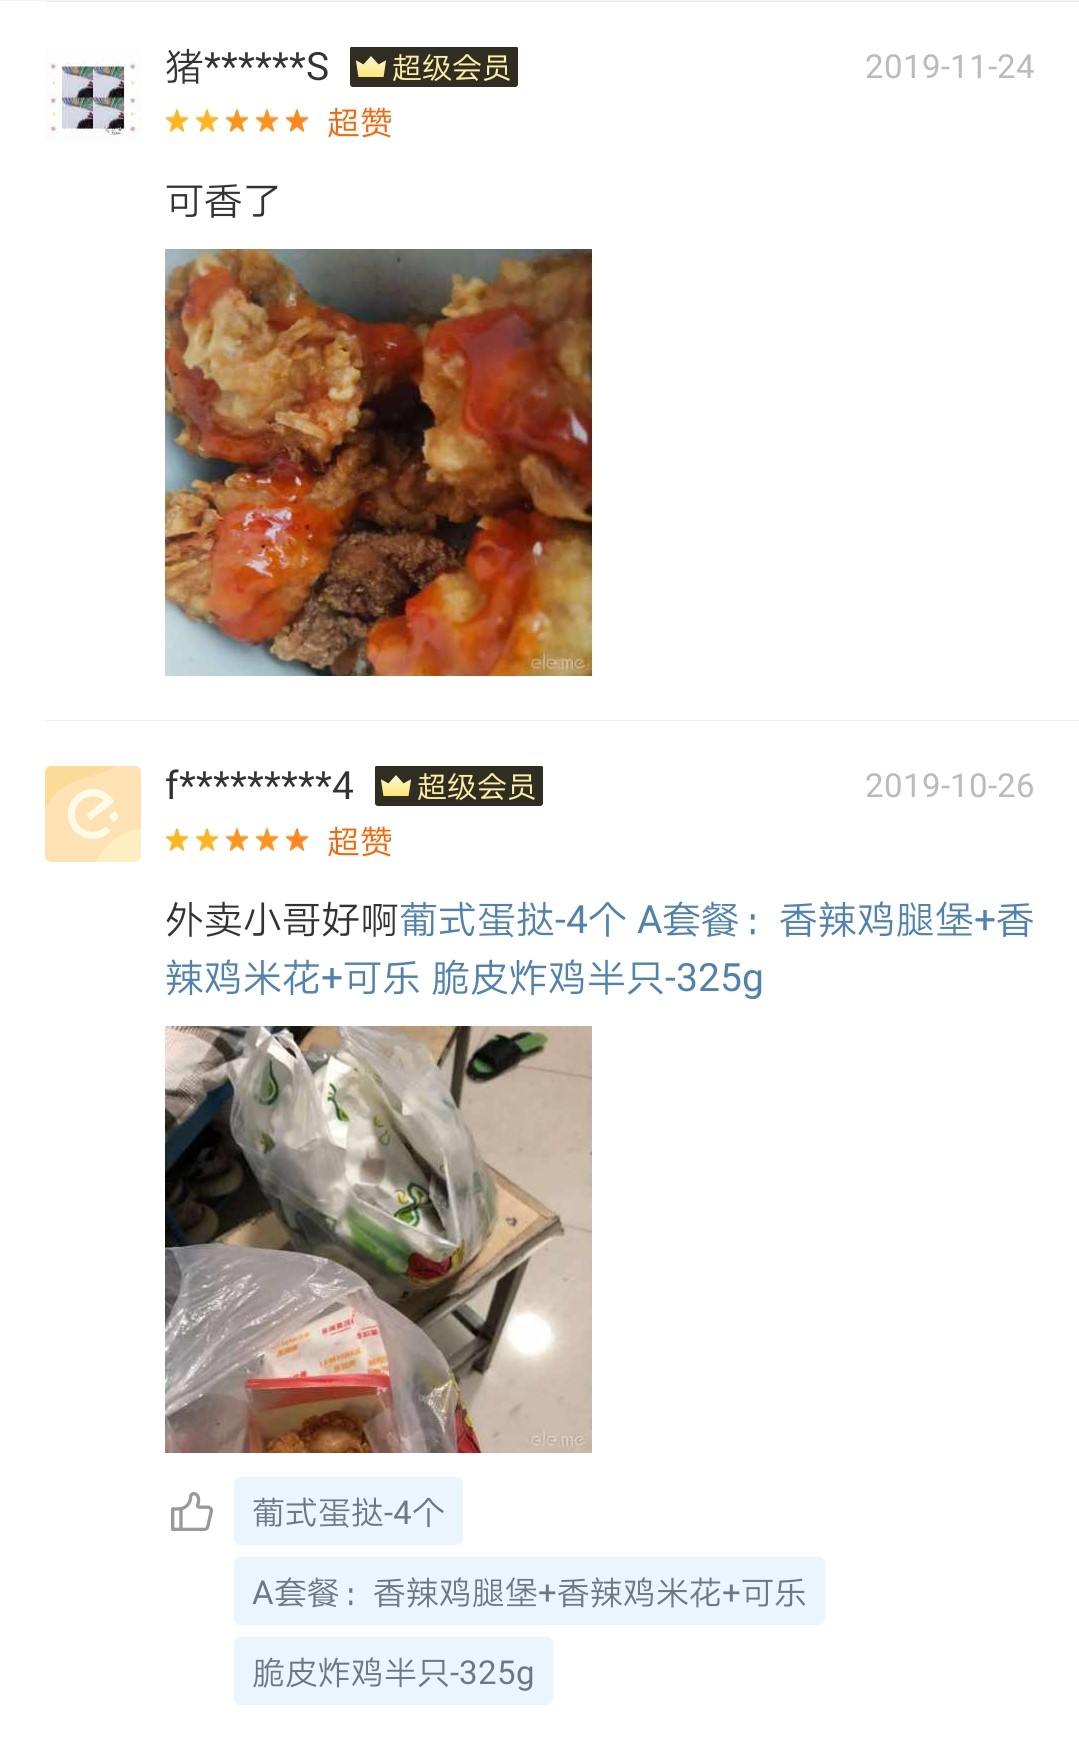 猪******S 超级会员 2019-11-24
超赞
可香了
ele.me
f*********4 超级会员 2019-10-26
超赞
外卖小哥好啊葡式蛋挞-4个 A套餐：香辣鸡腿堡+香
辣鸡米花+可乐 脆皮炸鸡半只-325g
ele.me
葡式蛋挞-4个
A套餐：香辣鸡腿堡+香辣鸡米花+可乐
脆皮炸鸡半只-325g